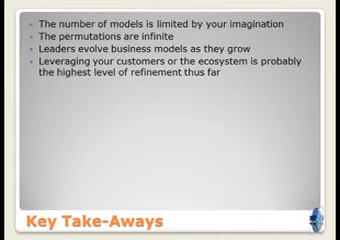 • The number of models is limited by your imagination
• The permutations are infinite
• Leaders evolve business models as they grow
• Leveraging your customers or the ecosystem is probably
the highest level of refinement thus far
Key Take-Aways